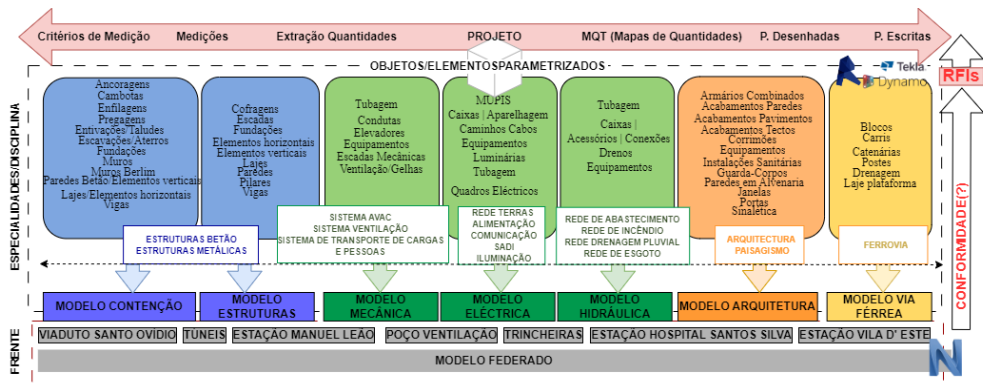 Critérios de Medição Medições Extração Quantidades PROJETO MQT (Mapas de Quantidades) P. Desenhadas P. Escritas
OBJETOS/ELEMENTOSPARAMETRIZADOS
Tekla
Dynamo
RFIs
ESPECIALIDADES/DISCIPLINA
Ancoragens
Cambotas
Enfilagens
Pregagens
Entivações/Taludes
Escavações/Aterros
Fundações
Muros
Muros Berlim
Paredes Betão/Elementos verticais
Lajes/Elementos horizontais
Vigas
Cofragens
Escadas
Fundações
Elementos horizontais
Elementos verticais
Lajes
Paredes
Pilares
Vigas
Tubagem
Condutas
Elevadores
Equipamentos
Escadas Mecânicas
Ventilação/Gelhas
MUPIS
Caixas | Aparelhagem
Caminhos Cabos
Equipamentos
Luminárias
Tubagem
Quadros Eléctricos
Tubagem
Caixas |
Acessórios | Conexões
Drenos
Equipamentos
Armários Combinados
Acabamentos Paredes
Acabamentos Pavimentos
Acabamentos Tectos
Corrimões
Equipamentos
Instalações Sanitárias
Guarda-Corpos
Paredes em Alvenaria
Janelas
Portas
Sinalética
Blocos
Carris
Catenárias
Postes
Drenagem
Laje plataforma
ESTRUTURAS BETÃO
ESTRUTURAS METÁLICAS
SISTEMA AVAC
SISTEMA VENTILAÇÃO
SISTEMA DE TRANSPORTE DE CARGAS
E PESSOAS
REDE TERRAS
ALIMENTAÇÃO
COMUNICAÇÃO
SADI
ILUMINAÇÃO
REDE DE ABASTECIMENTO
REDE DE INCÊNDIO
REDE DRENAGEM PLUVIAL
REDE DE ESGOTO
ARQUITECTURA
PAISAGISMO
FERROVIA
CONFORMIDADE(?)
MODELO CONTENÇÃO
MODELO
ESTRUTURAS
MODELO
MECÂNICA
MODELO
ELÉCTRICA
MODELO
HIDRÁULICA
MODELO ARQUITETURA
MODELO VIA
FÉRREA
FRENTE
VIADUTO SANTO OVÍDIO TÚNEIS ESTAÇÃO MANUEL LEÃO POÇO VENTILAÇÃO TRINCHEIRAS ESTAÇÃO HOSPITAL SANTOS SILVA ESTAÇÃO VILA D' ESTE
MODELO FEDERADO